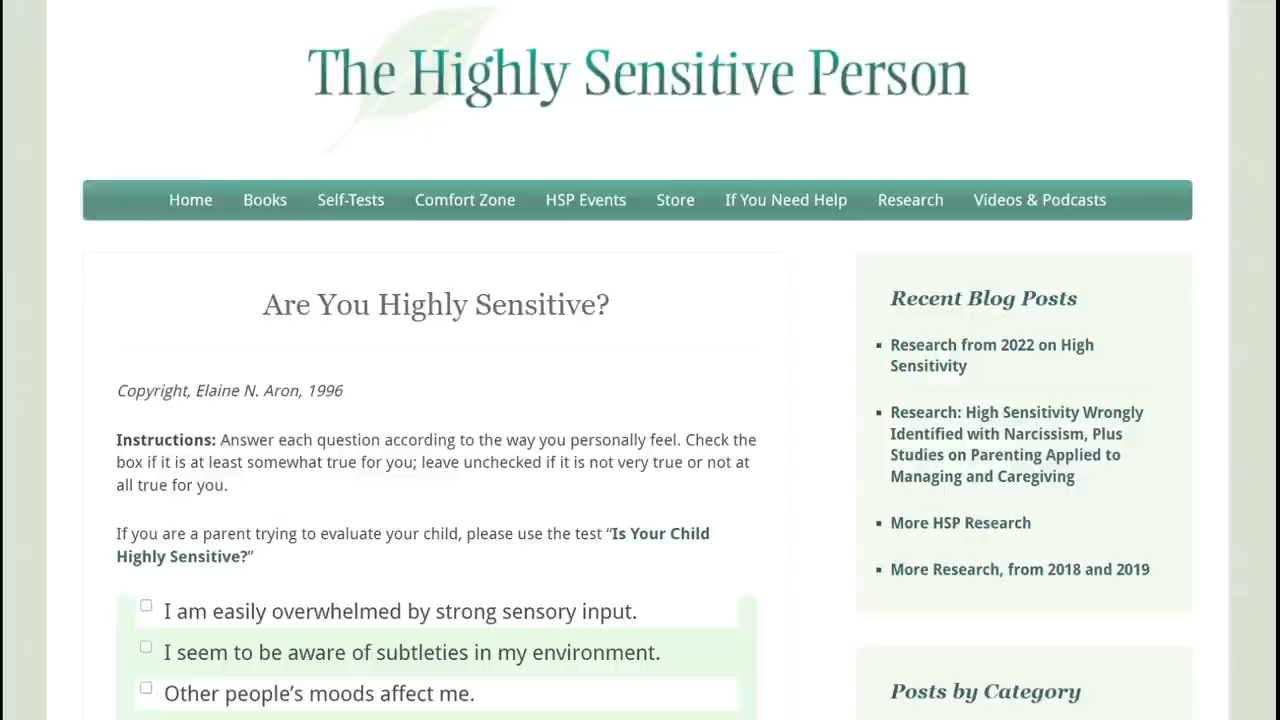 The Highly Sensitive Person
Home Books Self-Tests Comfort Zone HSP Events Store If You Need Help Research Videos & Podcasts
Are You Highly Sensitive?
Copyright, Elaine N. Aron, 1996
Instructions: Answer each question according to the way you personally feel. Check the
box if it is at least somewhat true for you; leave unchecked if it is not very true or not at
all true for you.
If you are a parent trying to evaluate your child, please use the test “Is Your Child
Highly Sensitive?”
I am easily overwhelmed by strong sensory input.
I seem to be aware of subtleties in my environment.
Other people’s moods affect me.
Recent Blog Posts
Research from 2022 on High
Sensitivity
Research: High Sensitivity Wrongly
Identified with Narcissism, Plus
Studies on Parenting Applied to
Managing and Caregiving
More HSP Research
More Research, from 2018 and 2019
Posts by Category